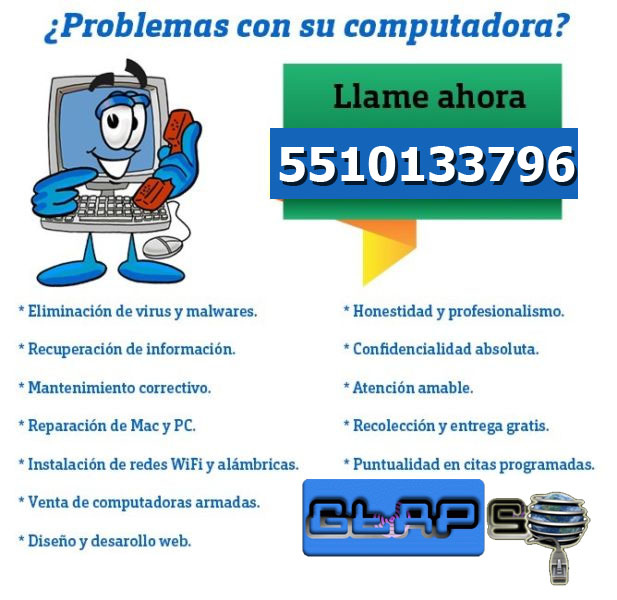 ¿Problemas con su computadora?
Llame ahora
5510133796
* Eliminación de virus y malwares.
* Recuperación de información.
* Mantenimiento correctivo.
* Reparación de Mac y PC.
* Instalación de redes WiFi y alámbricas.
* Venta de computadoras armadas.
* Diseño y desarollo web.
* Honestidad y profesionalismo.
* Confidencialidad absoluta.
* Atención amable.
* Recolección y entrega gratis.
* Puntualidad en citas programadas.